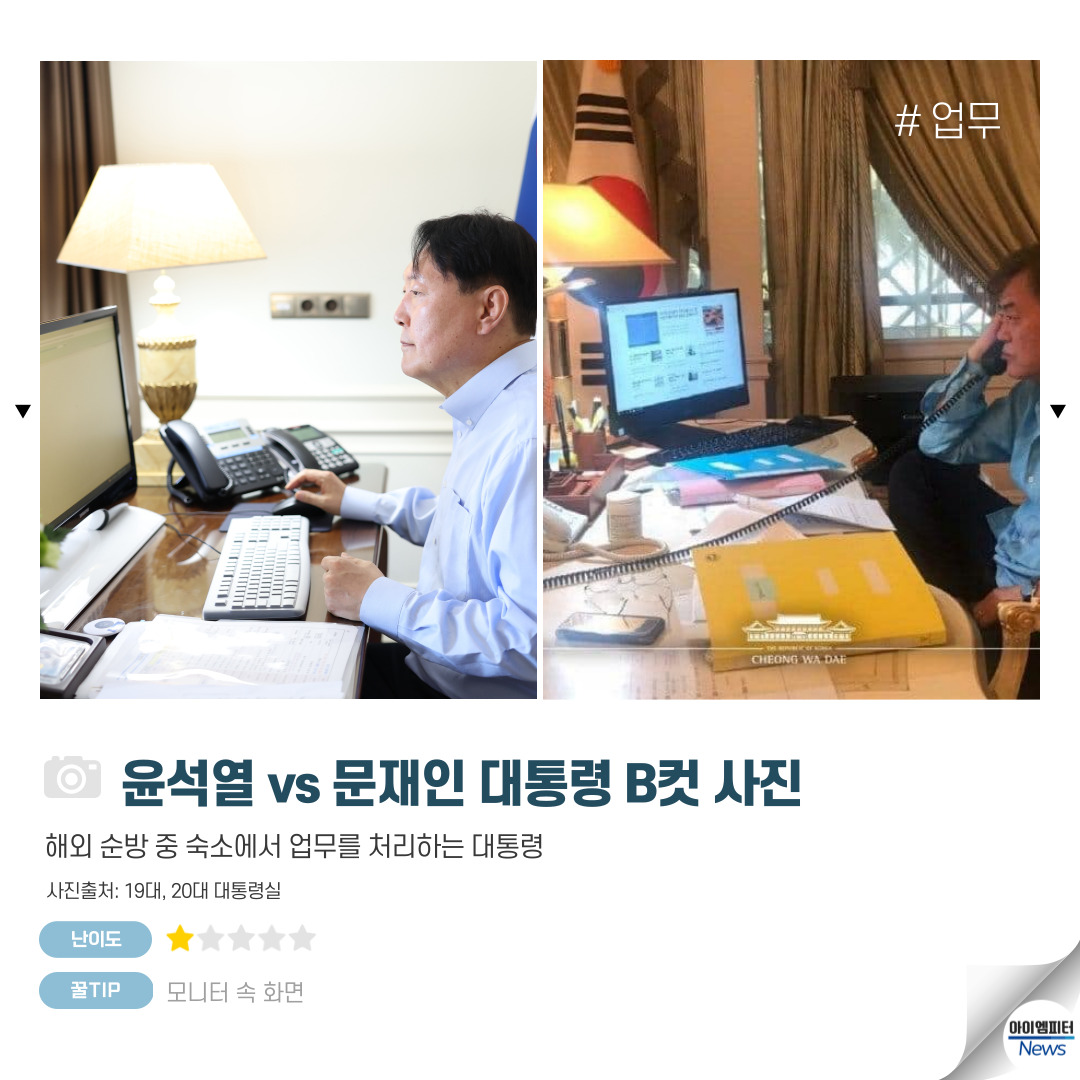 # 업무
THE REPUBLIC OF KOREA
CHEONG WA DAE
윤석열 vs 문재인 대통령 B컷 사진
해외 순방 중 숙소에서 업무를 처리하는 대통령
사진출처: 19대, 20대 대통령실
난이도
꿀TIP 모니터 속 화면
아이엠피터
News